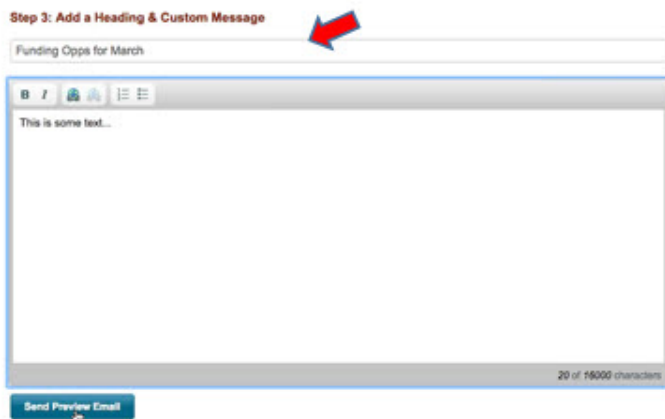 Step 3: Add a Heading & Custom Message
Funding Opps for March
B I
This is some text...
20 of 16000 characters
Send Preview Email